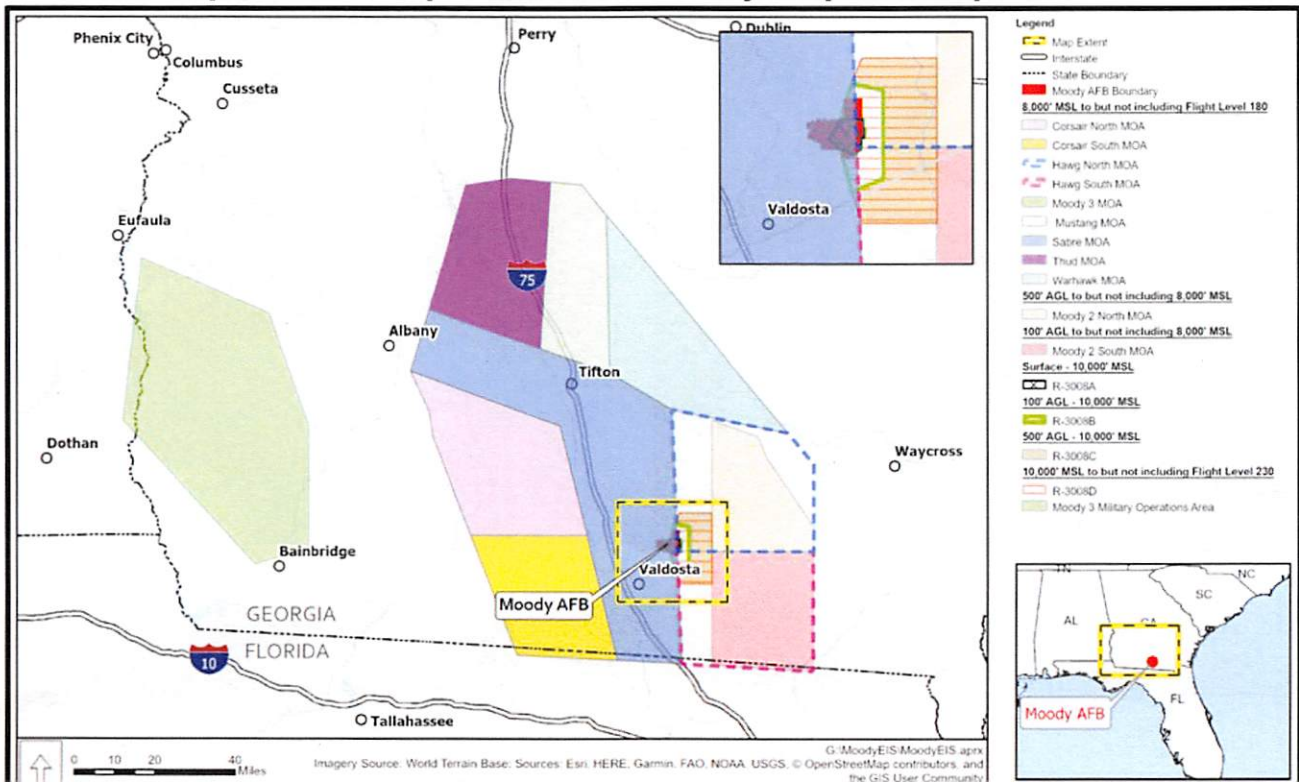 Phenix City
Columbus
Cusseta
Perry
Dublin
Eufaula
75
Albany
Tifton
Dothan
Waycross
Bainbridge
Valdosta
Moody AFB
GEORGIA
FLORIDA
10
Tallahassee
Valdosta
0 10 20 40
Miles
G:\MoodyEIS\MoodyEIS.aprx
Imagery Source: World Terrain Base: Sources: Esri, HERE, Garmin, FAO, NOAA, USGS, © OpenStreetMap contributors, and
the GIS User Community
Legend
Map Extent
Interstate
State Boundary
Moody AFB Boundary
8,000' MSL to but not including Flight Level 180
Corsair North MOA
Corsair South MOA
Hawg North MOA
Hawg South MOA
Moody 3 MOA
Mustang MOA
Sabre MOA
Thud MOA
Warhawk MOA
500' AGL to but not including 8,000' MSL
Moody 2 North MOA
100' AGL to but not including 8,000' MSL
Moody 2 South MOA
Surface - 10,000' MSL
R-3008A
100' AGL - 10,000' MSL
R-3008B
500' AGL - 10,000' MSL
R-3008C
10,000' MSL to but not including Flight Level 230
R-3008D
Moody 3 Military Operations Area
TN
NC
SC
AL
GA
FL
Moody AFB